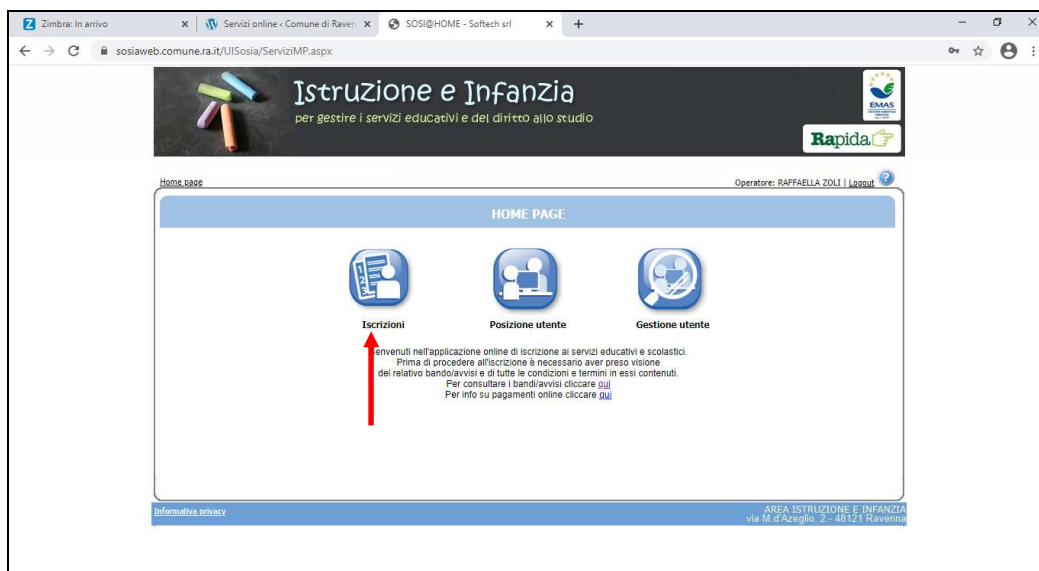 Zimbra: In arrivo
Servizi online < Comune di Raven
SOSI@HOME - Softech srl
sosiaweb.comune.ra.it/UISosia/ServiziMP.aspx
Istruzione e Infanzia
per gestire i servizi educativi e del diritto allo studio
EMAS
Rapida
Home page
Operatore: RAFFAELLA ZOLI | Logout
HOME PAGE
Iscrizioni
Posizione utente
Gestione utente
envenuti nell'applicazione online di iscrizione ai servizi educativi e scolastici.
Prima di procedere all'iscrizione è necessario aver preso visione
del relativo bando/avvisi e di tutte le condizioni e termini in essi contenuti.
Per consultare i bandi/avvisi cliccare qui
Per info su pagamenti online cliccare qui
Informativa privacy
AREA ISTRUZIONE E INFANZIA
via M.d'Azeglio, 2 - 48121 Ravenna